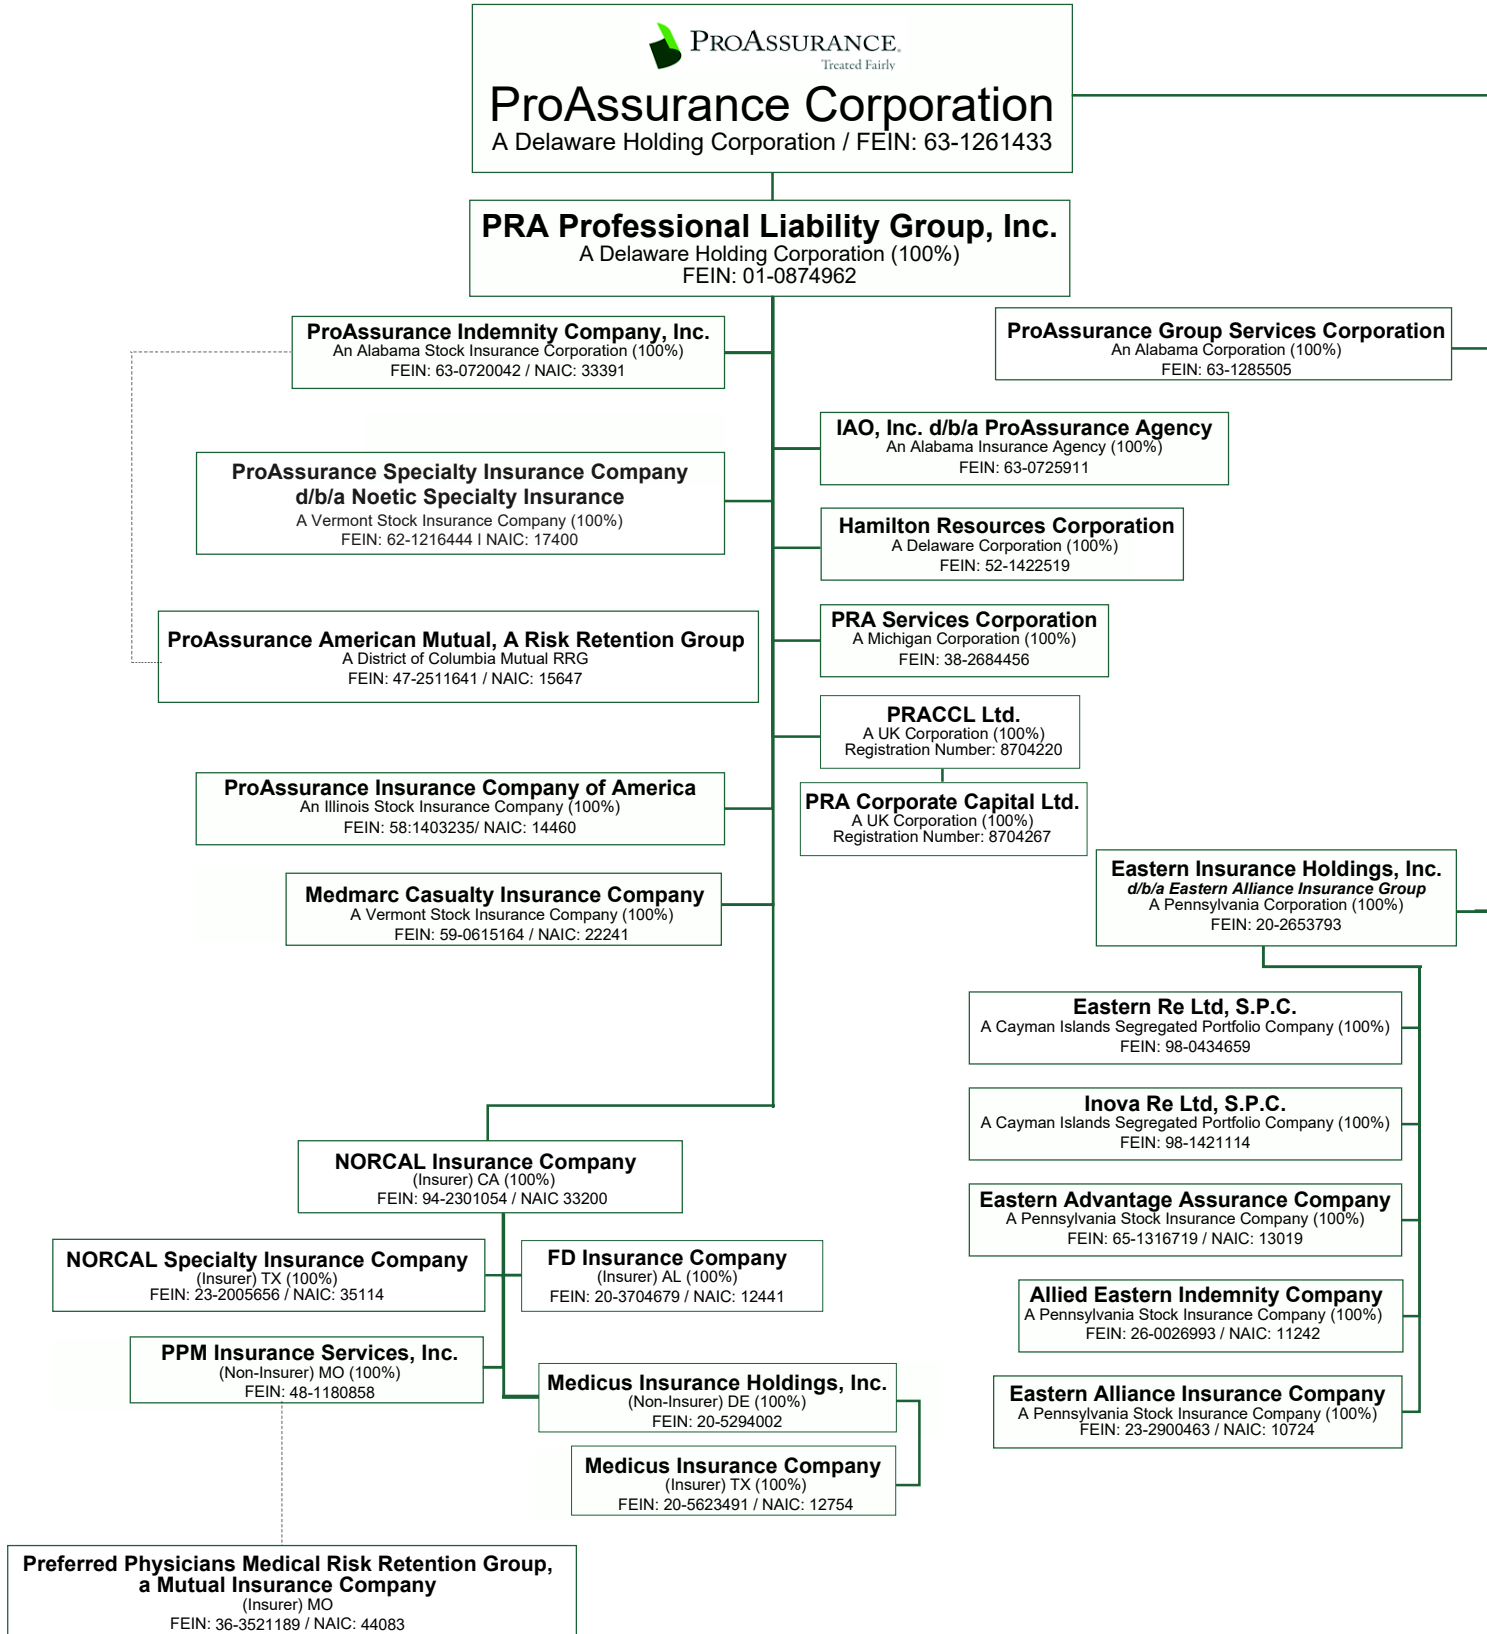 PROASSURANCE.
Treated Fairly
ProAssurance Corporation
A Delaware Holding Corporation / FEIN: 63-1261433
PRA Professional Liability Group, Inc.
A Delaware Holding Corporation (100%)
FEIN: 01-0874962
ProAssurance Indemnity Company, Inc.
An Alabama Stock Insurance Corporation (100%)
FEIN: 63-0720042 / NAIC: 33391
ProAssurance Group Services Corporation
An Alabama Corporation (100%)
FEIN: 63-1285505
IAO, Inc. d/b/a ProAssurance Agency
An Alabama Insurance Agency (100%)
FEIN: 63-0725911
ProAssurance Specialty Insurance Company
d/b/a Noetic Specialty Insurance
A Vermont Stock Insurance Company (100%)
FEIN: 62-1216444 I NAIC: 17400
Hamilton Resources Corporation
A Delaware Corporation (100%)
FEIN: 52-1422519
ProAssurance American Mutual, A Risk Retention Group
A District of Columbia Mutual RRG
FEIN: 47-2511641 / NAIC: 15647
PRA Services Corporation
A Michigan Corporation (100%)
FEIN: 38-2684456
PRACCL Ltd.
A UK Corporation (100%)
Registration Number: 8704220
ProAssurance Insurance Company of America
An Illinois Stock Insurance Company (100%)
FEIN: 58:1403235/ NAIC: 14460
PRA Corporate Capital Ltd.
A UK Corporation (100%)
Registration Number: 8704267
Medmarc Casualty Insurance Company
A Vermont Stock Insurance Company (100%)
FEIN: 59-0615164 / NAIC: 22241
Eastern Insurance Holdings, Inc.
d/b/a Eastern Alliance Insurance Group
A Pennsylvania Corporation (100%)
FEIN: 20-2653793
Eastern Re Ltd, S.P.C.
A Cayman Islands Segregated Portfolio Company (100%)
FEIN: 98-0434659
Inova Re Ltd, S.P.C.
A Cayman Islands Segregated Portfolio Company (100%)
FEIN: 98-1421114
Eastern Advantage Assurance Company
A Pennsylvania Stock Insurance Company (100%)
FEIN: 65-1316719 / NAIC: 13019
Allied Eastern Indemnity Company
A Pennsylvania Stock Insurance Company (100%)
FEIN: 26-0026993 / NAIC: 11242
Eastern Alliance Insurance Company
A Pennsylvania Stock Insurance Company (100%)
FEIN: 23-2900463 / NAIC: 10724
NORCAL Insurance Company
(Insurer) CA (100%)
FEIN: 94-2301054 / NAIC 33200
NORCAL Specialty Insurance Company
(Insurer) TX (100%)
FEIN: 23-2005656 / NAIC: 35114
FD Insurance Company
(Insurer) AL (100%)
FEIN: 20-3704679 / NAIC: 12441
PPM Insurance Services, Inc.
(Non-Insurer) MO (100%)
FEIN: 48-1180858
Medicus Insurance Holdings, Inc.
(Non-Insurer) DE (100%)
FEIN: 20-5294002
Medicus Insurance Company
(Insurer) TX (100%)
FEIN: 20-5623491 / NAIC: 12754
Preferred Physicians Medical Risk Retention Group,
a Mutual Insurance Company
(Insurer) MO
FEIN: 36-3521189 / NAIC: 44083